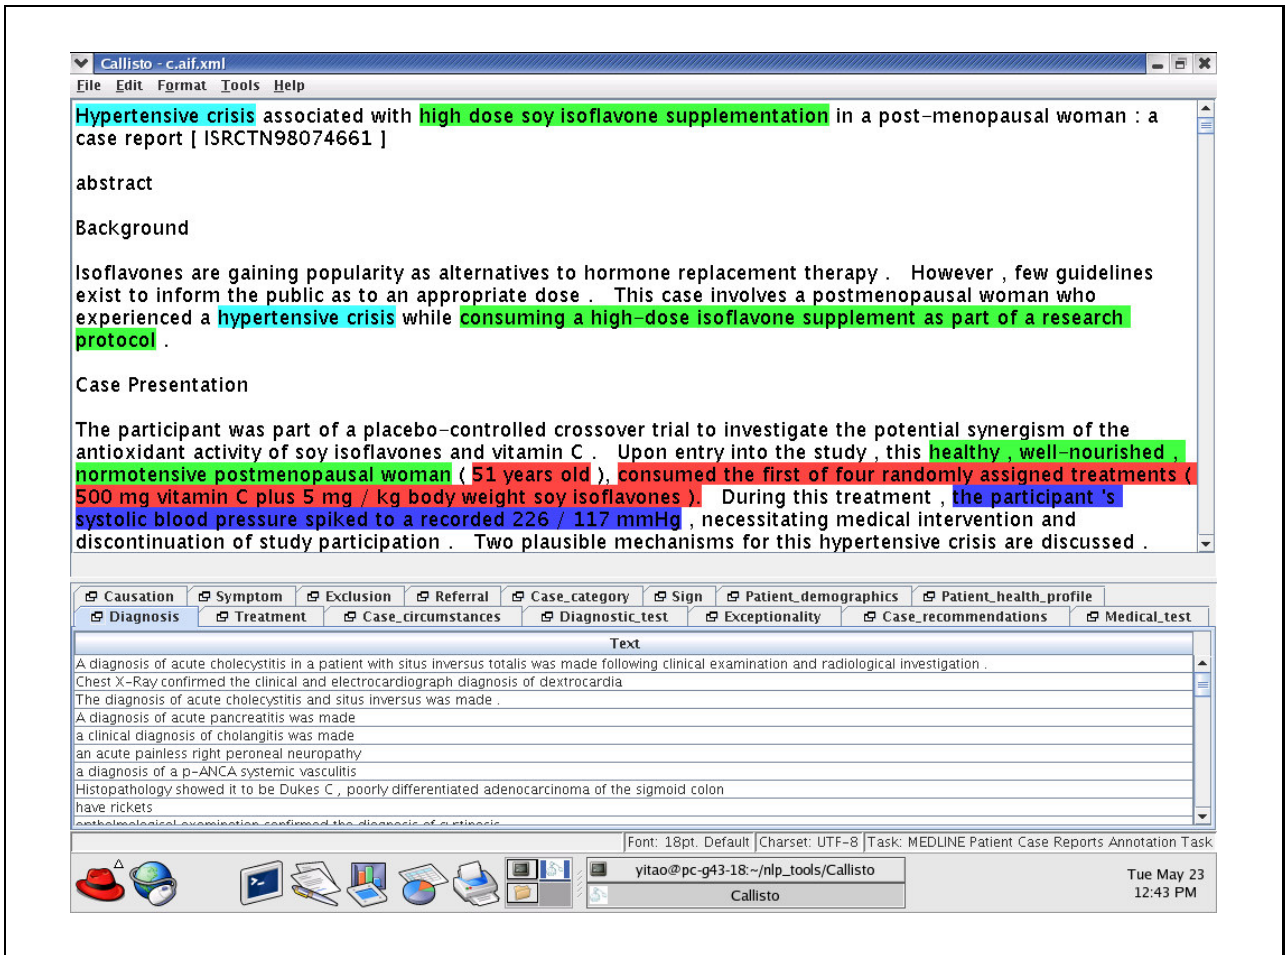 Callisto - c.aif.xml
File Edit Format Tools Help
Hypertensive crisis associated with high dose soy isoflavone supplementation in a post-menopausal woman : a
case report [ ISRCTN98074661 ]
abstract
Background
Isoflavones are gaining popularity as alternatives to hormone replacement therapy . However , few guidelines
exist to inform the public as to an appropriate dose . This case involves a postmenopausal woman who
experienced a hypertensive crisis while consuming a high-dose isoflavone supplement as part of a research
protocol .
Case Presentation
The participant was part of a placebo-controlled crossover trial to investigate the potential synergism of the
antioxidant activity of soy isoflavones and vitamin C . Upon entry into the study , this healthy , well-nourished ,
normotensive postmenopausal woman ( 51 years old ), consumed the first of four randomly assigned treatments (
500 mg vitamin C plus 5 mg / kg body weight soy isoflavones ). During this treatment , the participant 's
systolic blood pressure spiked to a recorded 226 / 117 mmHg , necessitating medical intervention and
discontinuation of study participation . Two plausible mechanisms for this hypertensive crisis are discussed .
Causation Symptom Exclusion Referral Case_category Sign Patient_demographics Patient_health_profile
Diagnosis Treatment Case_circumstances Diagnostic_test Exceptionality Case_recommendations Medical_test
Text
A diagnosis of acute cholecystitis in a patient with situs inversus totalis was made following clinical examination and radiological investigation .
Chest X-Ray confirmed the clinical and electrocardiograph diagnosis of dextrocardia
The diagnosis of acute cholecystitis and situs inversus was made .
A diagnosis of acute pancreatitis was made
a clinical diagnosis of cholangitis was made
an acute painless right peroneal neuropathy
a diagnosis of a p-ANCA systemic vasculitis
Histopathology showed it to be Dukes C , poorly differentiated adenocarcinoma of the sigmoid colon
have rickets
Font: 18pt. Default Charset: UTF-8 Task: MEDLINE Patient Case Reports Annotation Task
yitao@pc-g43-18:~/nlp_tools/Callisto
Callisto
Tue May 23
12:43 PM